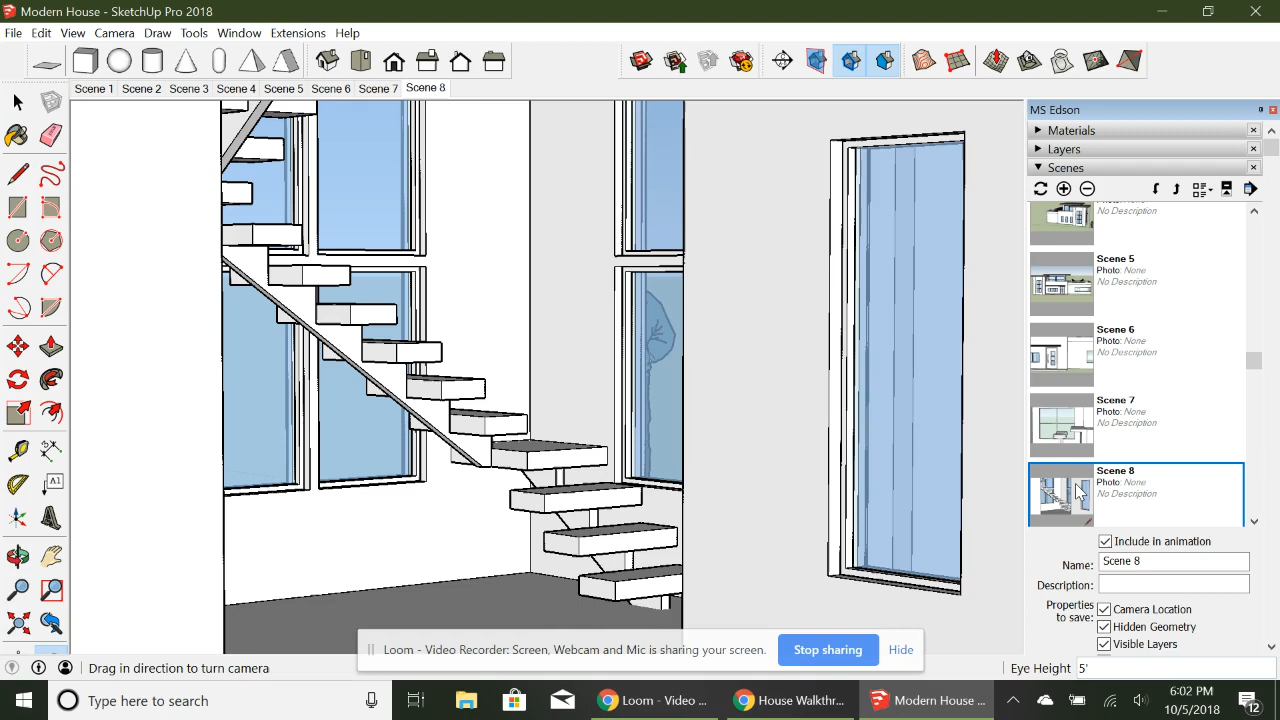 Modern House - SketchUp Pro 2018
File Edit View Camera Draw Tools Window Extensions Help
Scene 1 Scene 2 Scene 3 Scene 4 Scene 5 Scene 6 Scene 7 Scene 8
MS Edson
Materials
Layers
Scenes
No Description
Scene 5
Photo: None
No Description
Scene 6
Photo: None
No Description
Scene 7
Photo: None
No Description
Scene 8
Photo: None
No Description
Include in animation
Name: Scene 8
Description:
Properties to save:
Camera Location
Hidden Geometry
Visible Layers
A1
Loom - Video Recorder: Screen, Webcam and Mic is sharing your screen. Stop sharing Hide
Drag in direction to turn camera
Eye Height 5'
Type here to search
Loom - Video ...
House Walkthr...
Modern House ...
6:02 PM
10/5/2018
12